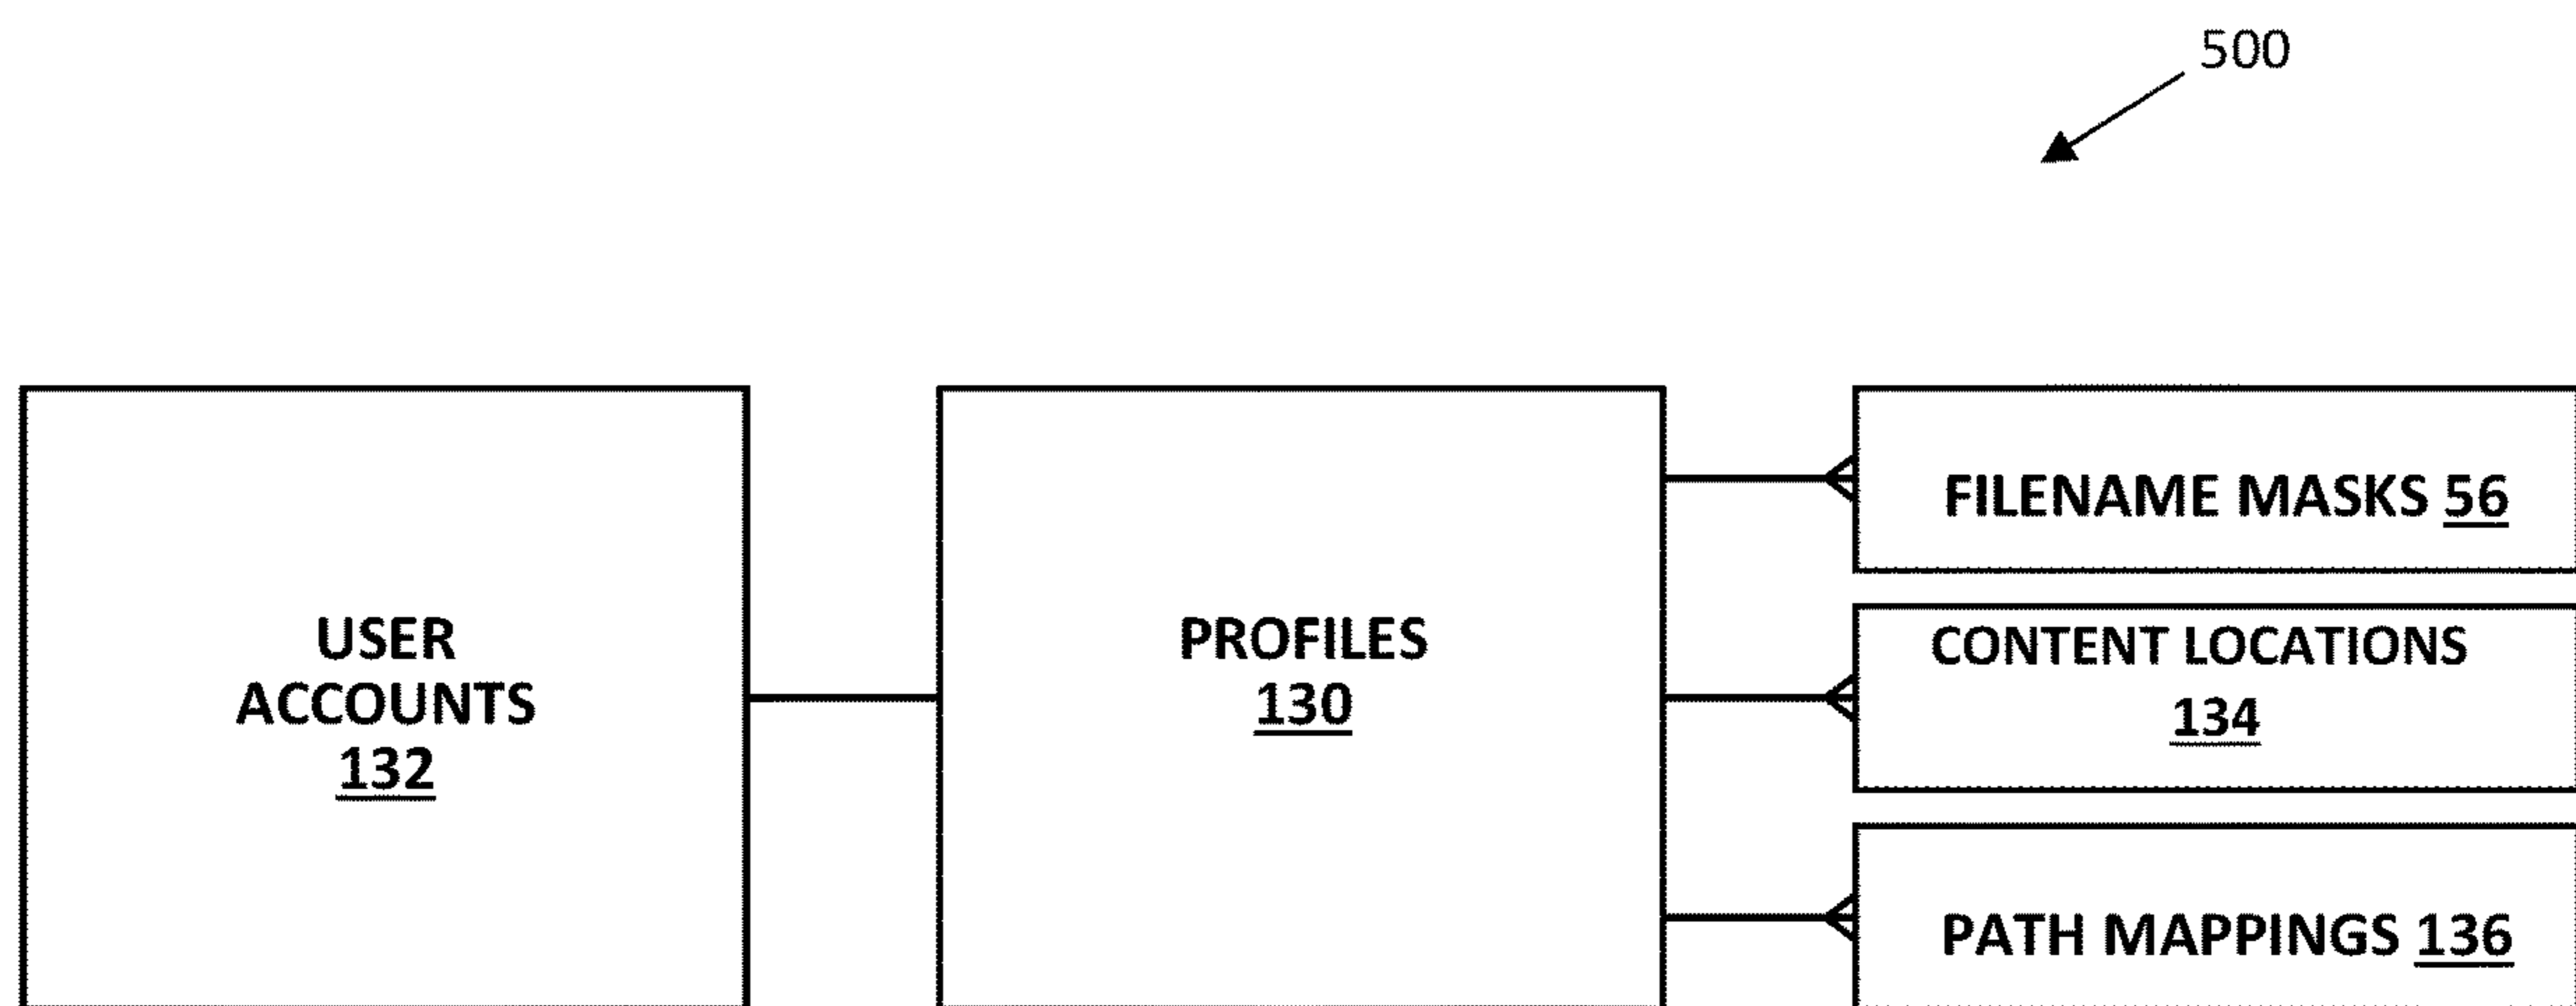 500
USER
ACCOUNTS
132
PROFILES
130
FILENAME MASKS 56
CONTENT LOCATIONS
134
PATH MAPPINGS 136